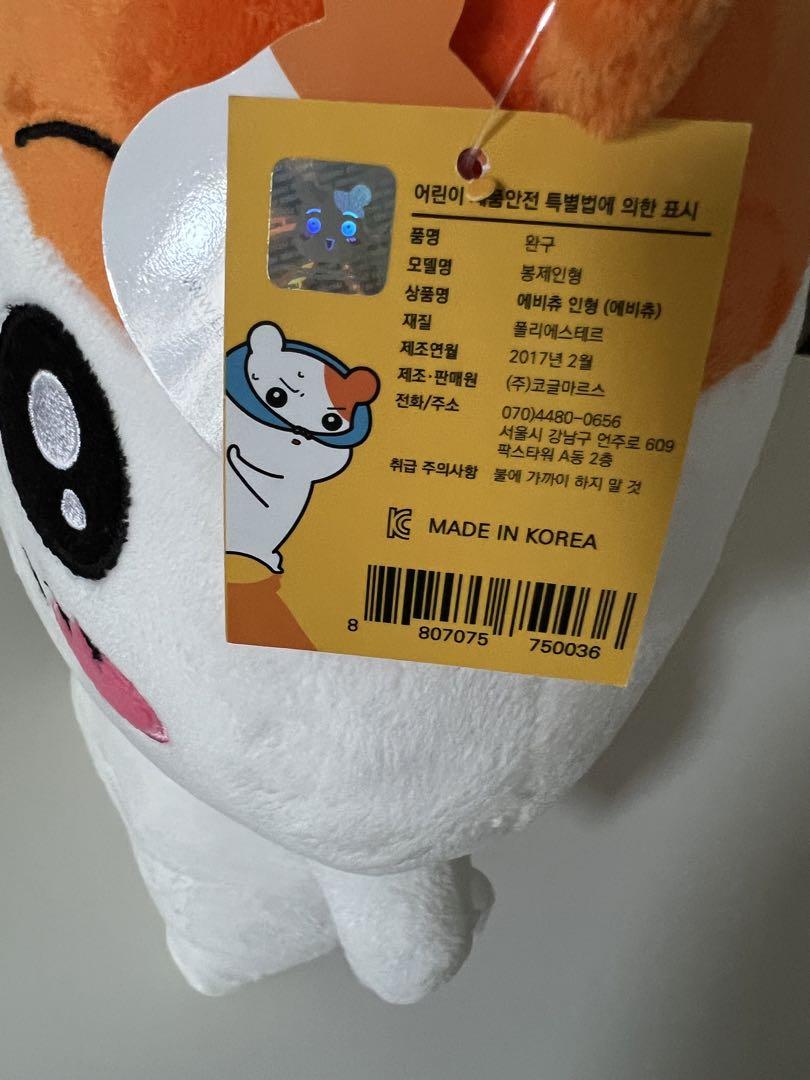 어린이 제품안전 특별법에 의한 표시
품명 완구
모델명 봉제인형
상품명 에비츄 인형 (에비츄)
재질 폴리에스테르
제조연월 2017년 2월
제조·판매원 (주)코글마르스
전화/주소 070)4480-0656
서울시 강남구 언주로 609
팍스타워 A동 2층
취급 주의사항 불에 가까이 하지 말 것
MADE IN KOREA
8 807075 750036